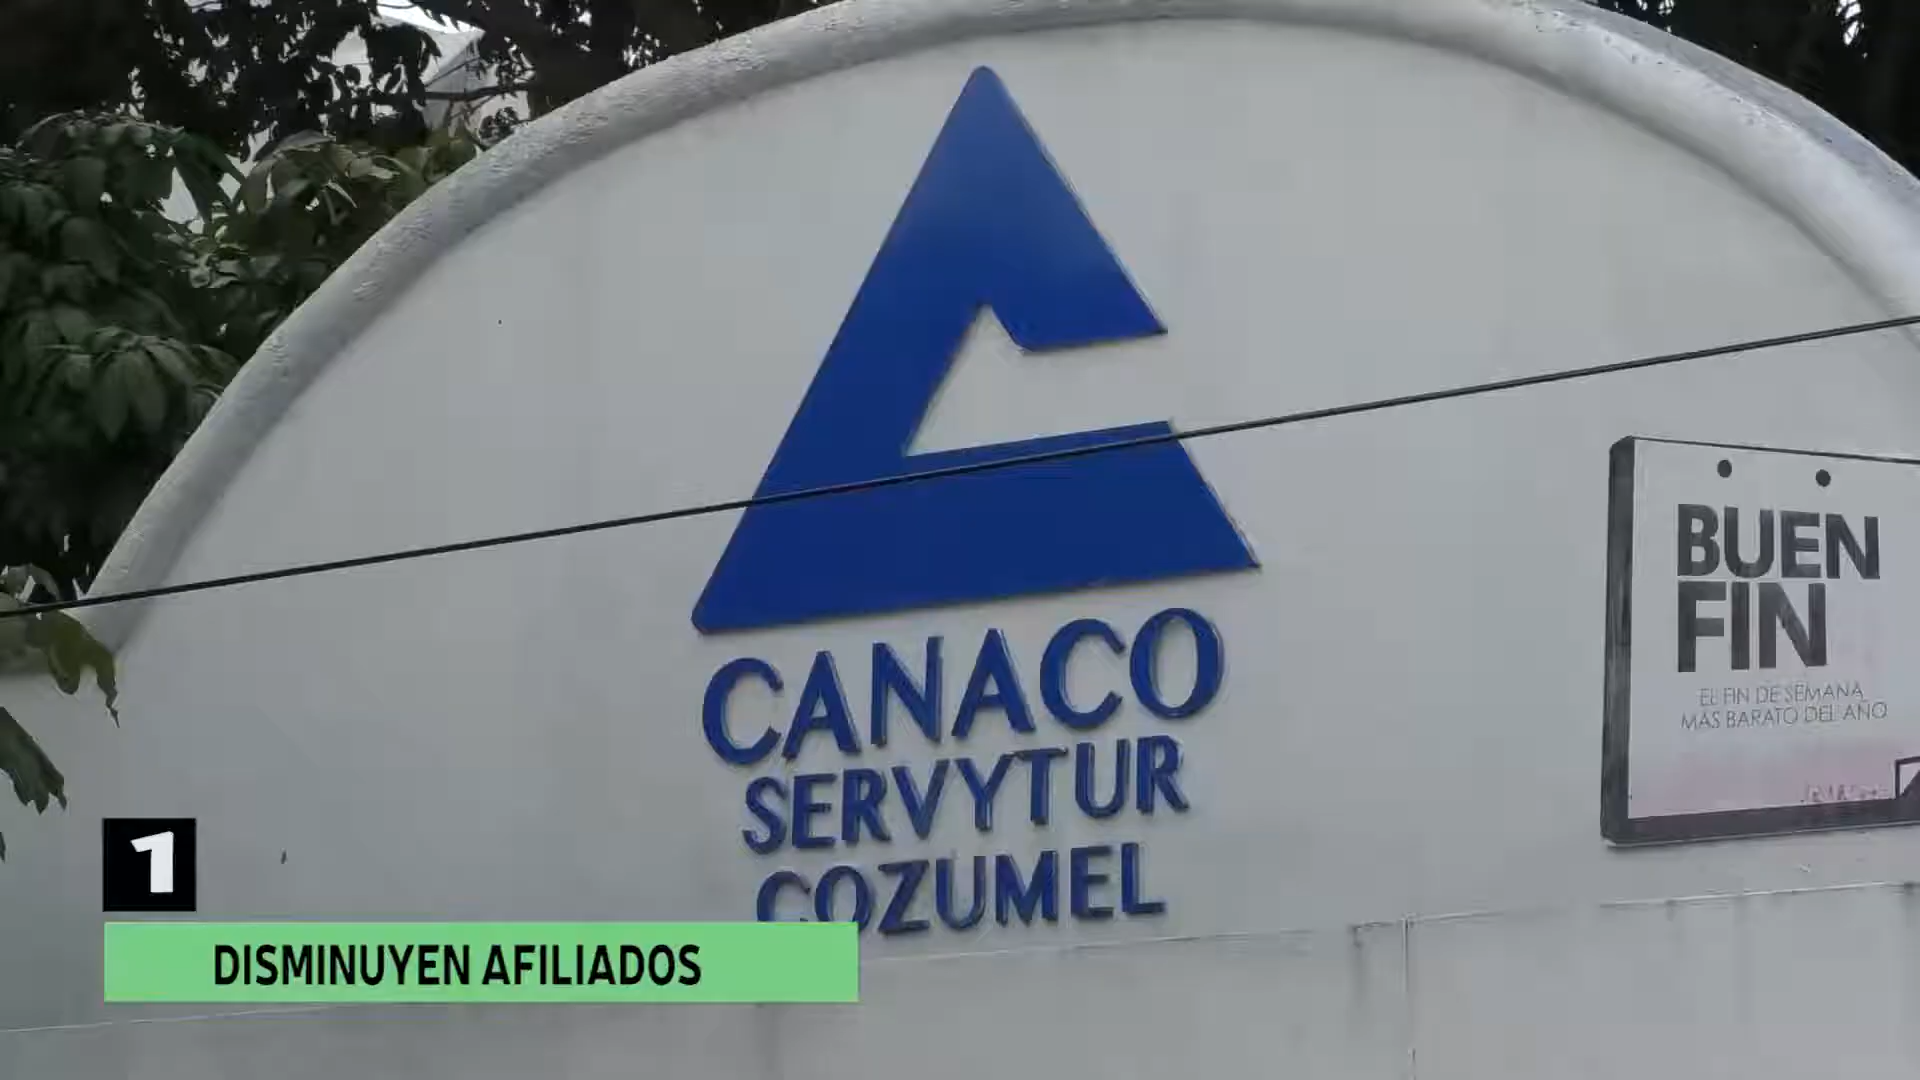 CANACO
SERVYTUR
COZUMEL
BUEN
FIN
EL FIN DE SEMANA
MÁS BARATO DEL AÑO
1
DISMINUYEN AFILIADOS